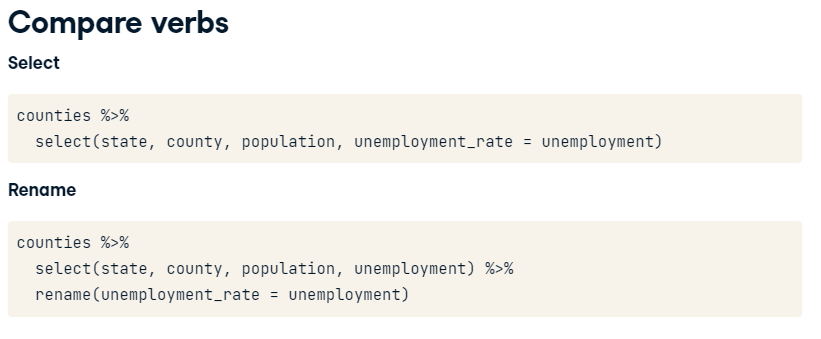 Compare verbs
Select
counties %>%
  select(state, county, population, unemployment_rate = unemployment)
Rename
counties %>%
  select(state, county, population, unemployment) %>%
  rename(unemployment_rate = unemployment)